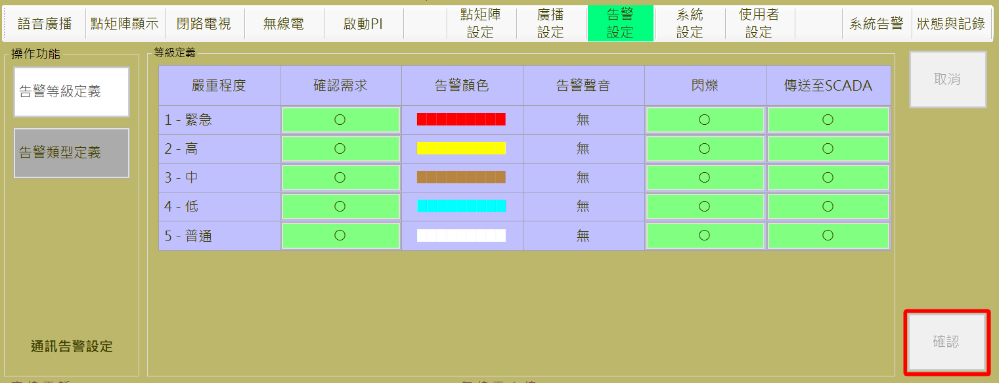 語音廣播 點矩陣顯示 閉路電視 無線電 啟動PI 點矩陣設定 廣播設定 告警設定 系統設定 使用者設定 系統告警 狀態與記錄
操作功能
告警等級定義
告警類型定義
通訊告警設定
等級定義
嚴重程度 確認需求 告警顏色 告警聲音 閃爍 傳送至SCADA
1 - 緊急 ○ 無 ○ ○
2 - 高 ○ 無 ○ ○
3 - 中 ○ 無 ○ ○
4 - 低 ○ 無 ○ ○
5 - 普通 ○ 無 ○ ○
取消
確認